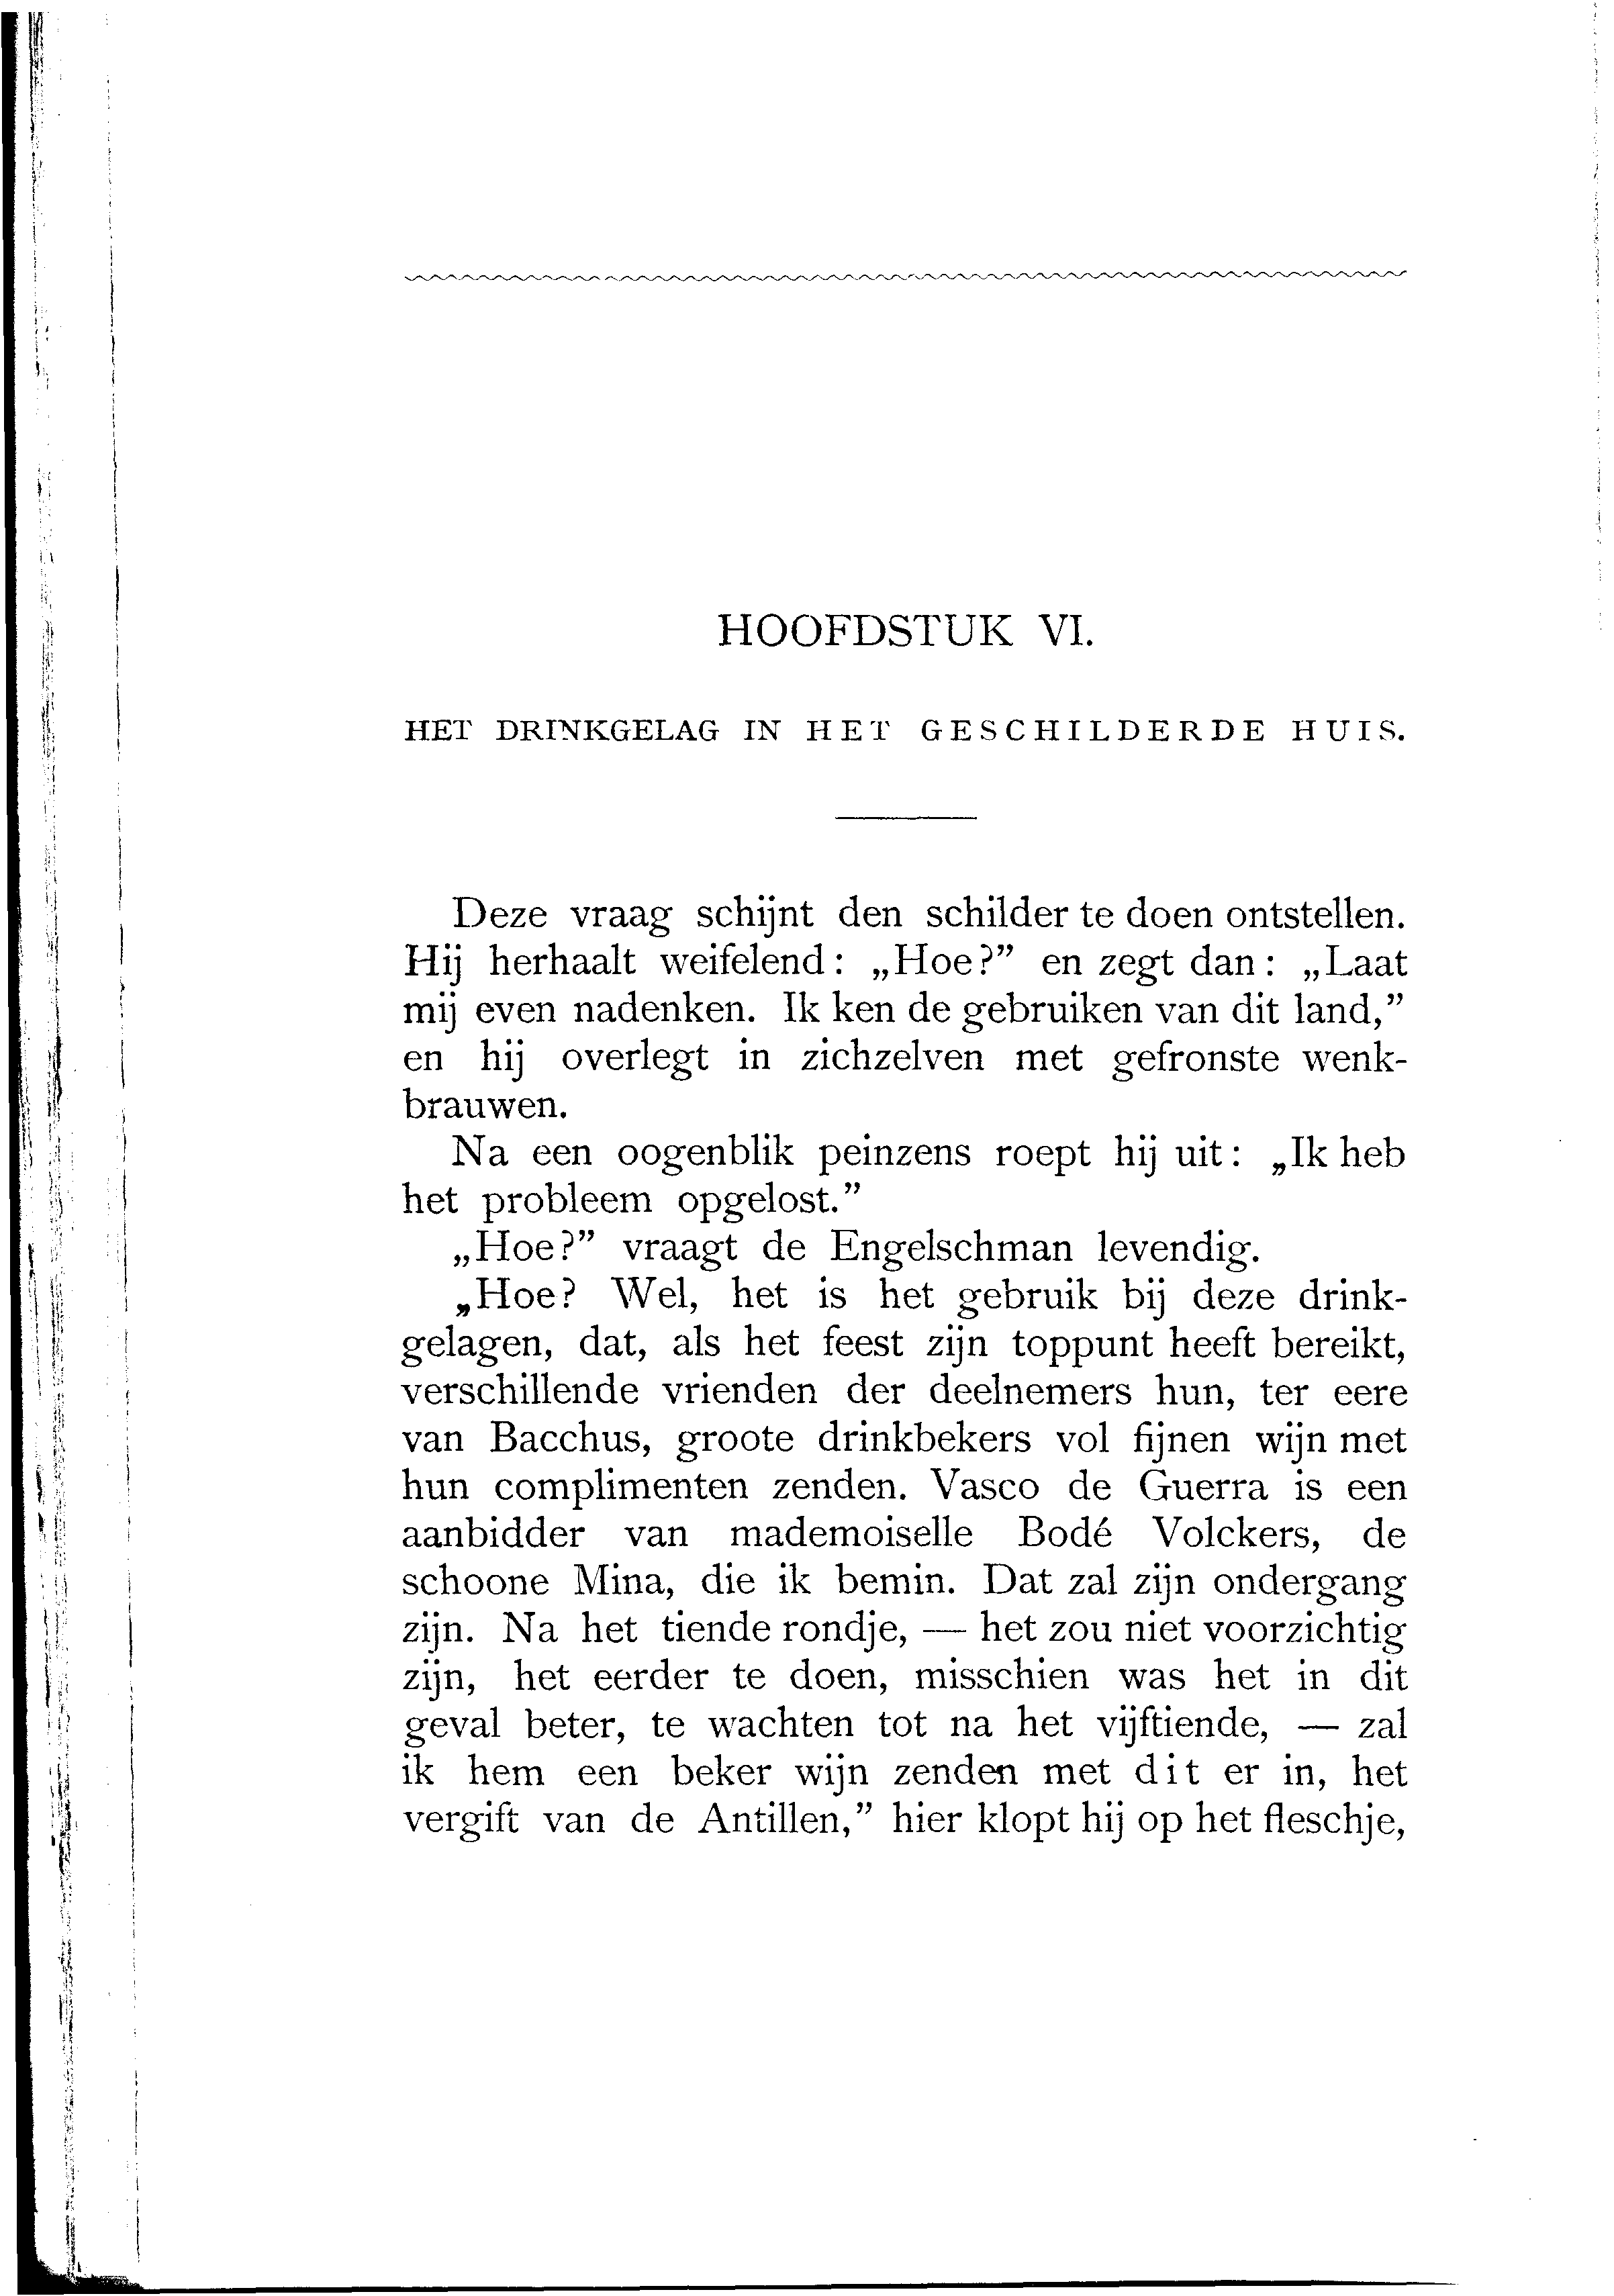 HOOFDSTUK VI.
HET DRINKGELAG IN HET GESCHILDERDE HUIS.
Deze vraag schijnt den schilder te doen ontstellen.
Hij herhaalt weifelend: „Hoe?” en zegt dan: „Laat
mij even nadenken. Ik ken de gebruiken van dit land,”
en hij overlegt in zichzelven met gefronste wenk-
brauwen.
Na een oogenblik peinzens roept hij uit: „Ik heb
het probleem opgelost.”
„Hoe?” vraagt de Engelschman levendig.
„Hoe? Wel, het is het gebruik bij deze drink-
gelagen, dat, als het feest zijn toppunt heeft bereikt,
verschillende vrienden der deelnemers hun, ter eere
van Bacchus, groote drinkbekers vol fijnen wijn met
hun complimenten zenden. Vasco de Guerra is een
aanbidder van mademoiselle Bodé Volckers, de
schoone Mina, die ik bemin. Dat zal zijn ondergang
zijn. Na het tiende rondje, — het zou niet voorzichtig
zijn, het eerder te doen, misschien was het in dit
geval beter, te wachten tot na het vijftiende, — zal
ik hem een beker wijn zenden met dit er in, het
vergift van de Antillen,” hier klopt hij op het fleschje,